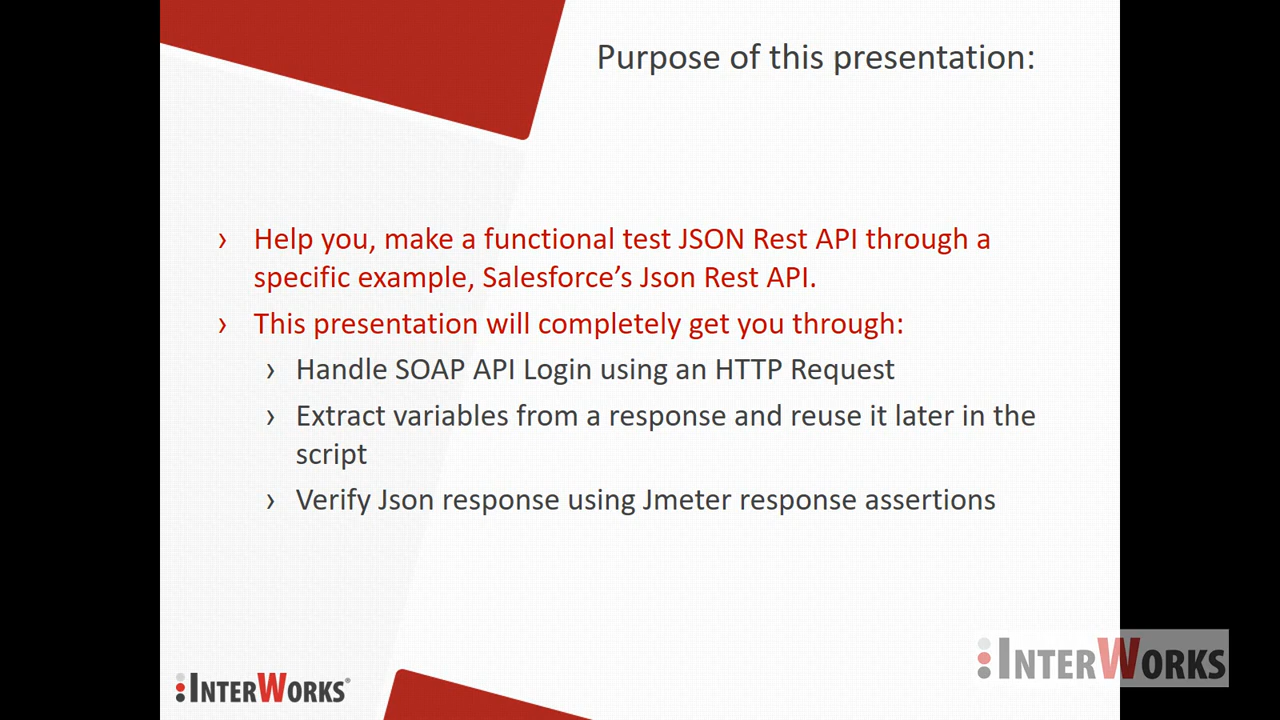 Purpose of this presentation:
› Help you, make a functional test JSON Rest API through a
specific example, Salesforce’s Json Rest API.
› This presentation will completely get you through:
› Handle SOAP API Login using an HTTP Request
› Extract variables from a response and reuse it later in the
script
› Verify Json response using Jmeter response assertions
INTERWORKS®
INTERWORKS